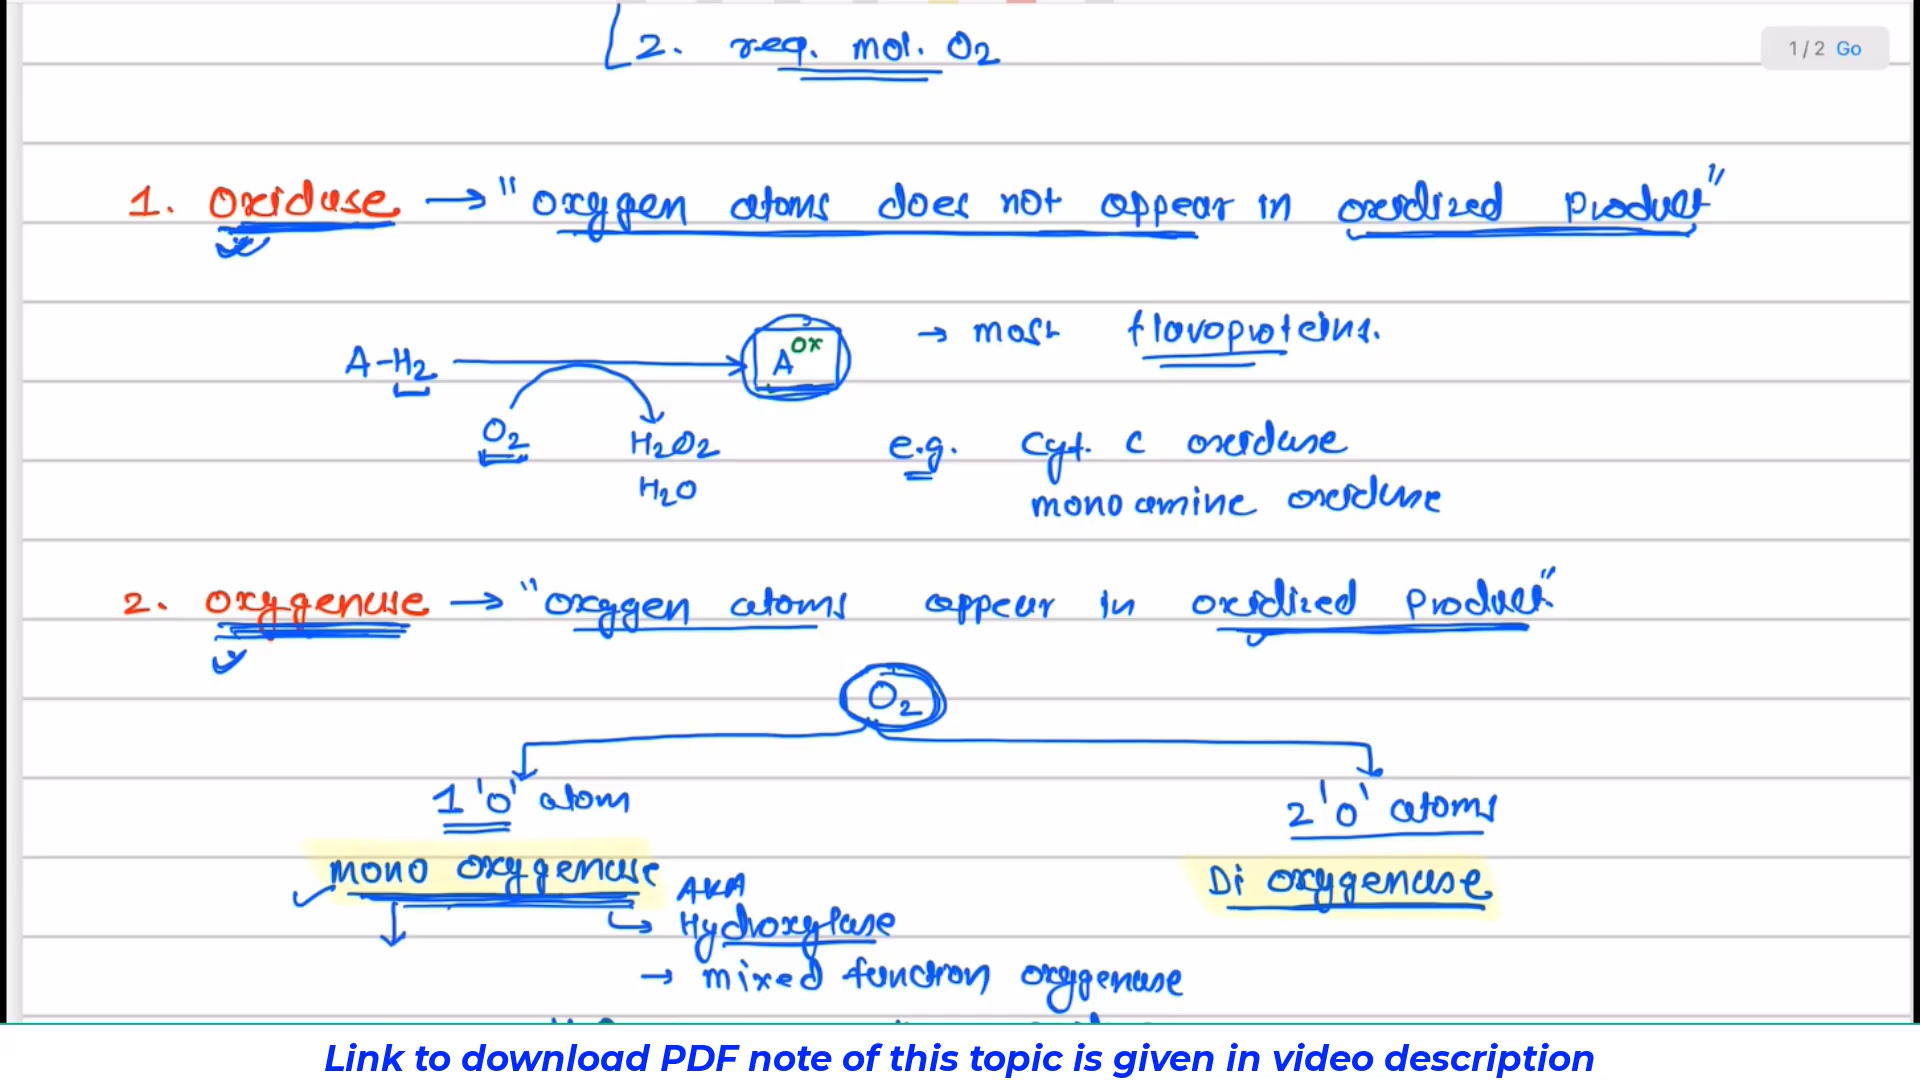 2. req. mol. O2
1/2 Go
1. Oxidase → "oxygen atoms does not appear in oxidized Product"
A-H2 → A ox → most flavoproteins.
O2 H2O2
H2O
e.g. Cyt. C oxidase
mono amine oxidase
2. oxygenase → "oxygen atoms appear in oxidized Product"
O2
1 'O' atom 2 'O' atoms
mono oxygenase Di oxygenase
AKA
↳ Hydroxylase
→ mixed function oxygenase
Link to download PDF note of this topic is given in video description